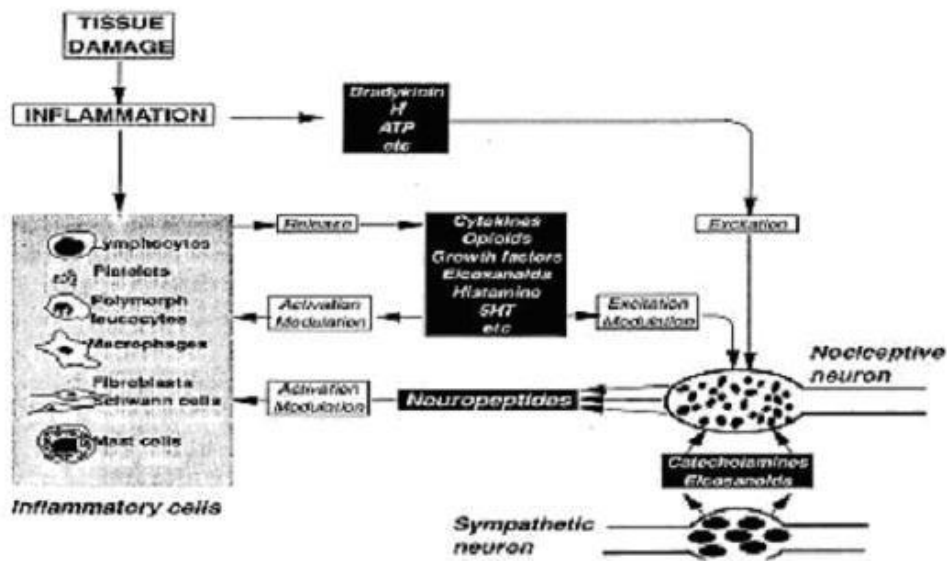 TISSUE
DAMAGE
INFLAMMATION
Bradykinin
H
ATP
etc
Release
Cytokines
Opioids
Growth factors
Eicosanoids
Histamine
5HT
etc
Excitation
Lymphocytes
Platelets
Polymorph
leucocytes
Macrophages
Fibroblasts
Schwann cells
Mast cells
Inflammatory cells
Activation
Modulation
Excitation
Modulation
Activation
Modulation
Neuropeptides
Nociceptive
neuron
Catecholamines
Eicosanoids
Sympathetic
neuron